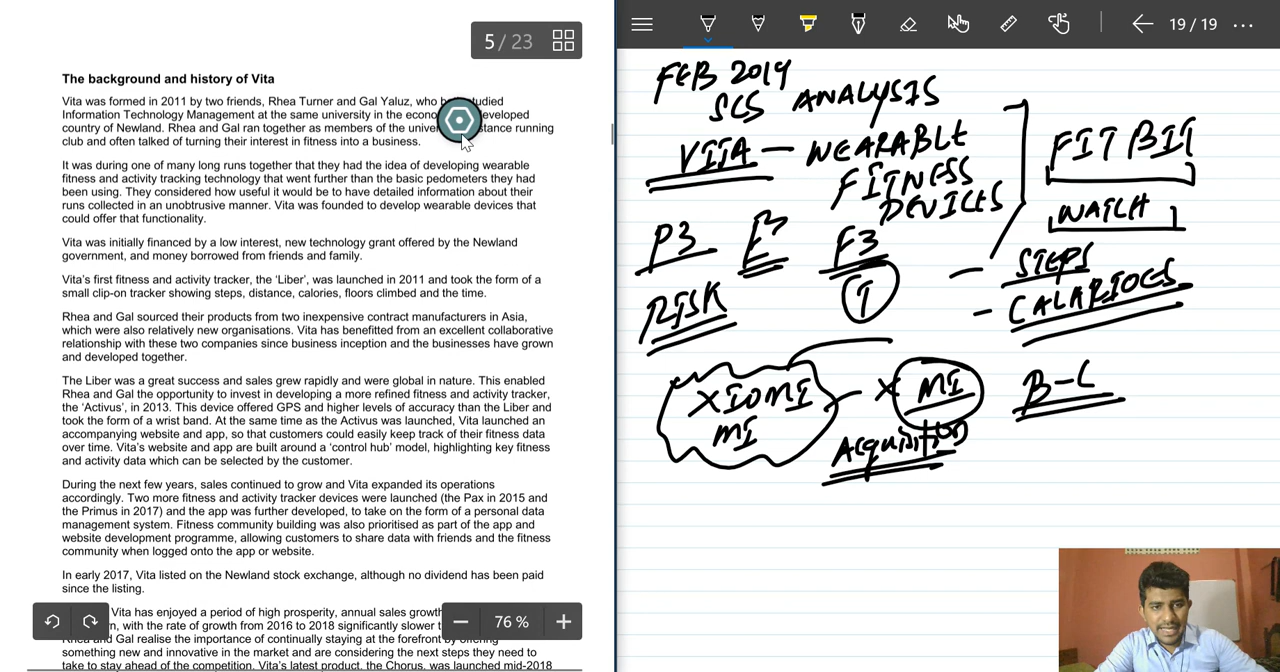 5 / 23
The background and history of Vita
Vita was formed in 2011 by two friends, Rhea Turner and Gal Yaluz, who studied
Information Technology Management at the same university in the developed
country of Newland. Rhea and Gal ran together as members of the running
club and often talked of turning their interest in fitness into a business.
It was during one of many long runs together that they had the idea of developing wearable
fitness and activity tracking technology that went further than the basic pedometers they had
been using. They considered how useful it would be to have detailed information about their
runs collected in an unobtrusive manner. Vita was founded to develop wearable devices that
could offer that functionality.
Vita was initially financed by a low interest, new technology grant offered by the Newland
government, and money borrowed from friends and family.
Vita's first fitness and activity tracker, the 'Liber', was launched in 2011 and took the form of a
small clip-on tracker showing steps, distance, calories, floors climbed and the time.
Rhea and Gal sourced their products from two inexpensive contract manufacturers in Asia,
which were also relatively new organisations. Vita has benefitted from an excellent collaborative
relationship with these two companies since business inception and the businesses have grown
and developed together.
The Liber was a great success and sales grew rapidly and were global in nature. This enabled
Rhea and Gal the opportunity to invest in developing a more refined fitness and activity tracker,
the 'Activus', in 2013. This device offered GPS and higher levels of accuracy than the Liber and
took the form of a wrist band. At the same time as the Activus was launched, Vita launched an
accompanying website and app, so that customers could easily keep track of their fitness data
over time. Vita's website and app are built around a 'control hub' model, highlighting key fitness
and activity data which can be selected by the customer.
During the next few years, sales continued to grow and Vita expanded its operations
accordingly. Two more fitness and activity tracker devices were launched (the Pax in 2015 and
the Primus in 2017) and the app was further developed, to take on the form of a personal data
management system. Fitness community building was also prioritised as part of the app and
website development programme, allowing customers to share data with friends and the fitness
community when logged onto the app or website.
In early 2017, Vita listed on the Newland stock exchange, although no dividend has been paid
since the listing.
Vita has enjoyed a period of high prosperity, annual sales growth
with the rate of growth from 2016 to 2018 significantly slower
and Gal realise the importance of continually staying at the forefront by offering
something new and innovative in the market and are considering the next steps they need to
take to stay ahead of the competition. Vita's latest product, the Chorus, was launched mid-2018
76 %
19 / 19
FEB 2019
SCS ANALYSIS
VITA — WEARABLE
FITNESS
DEVICES
FITBIT
WATCH
P3 E3 F3
1
- STEPS
- CALARIOES
RISK
XIOMI
MI
X MI
B-C
Acquisition